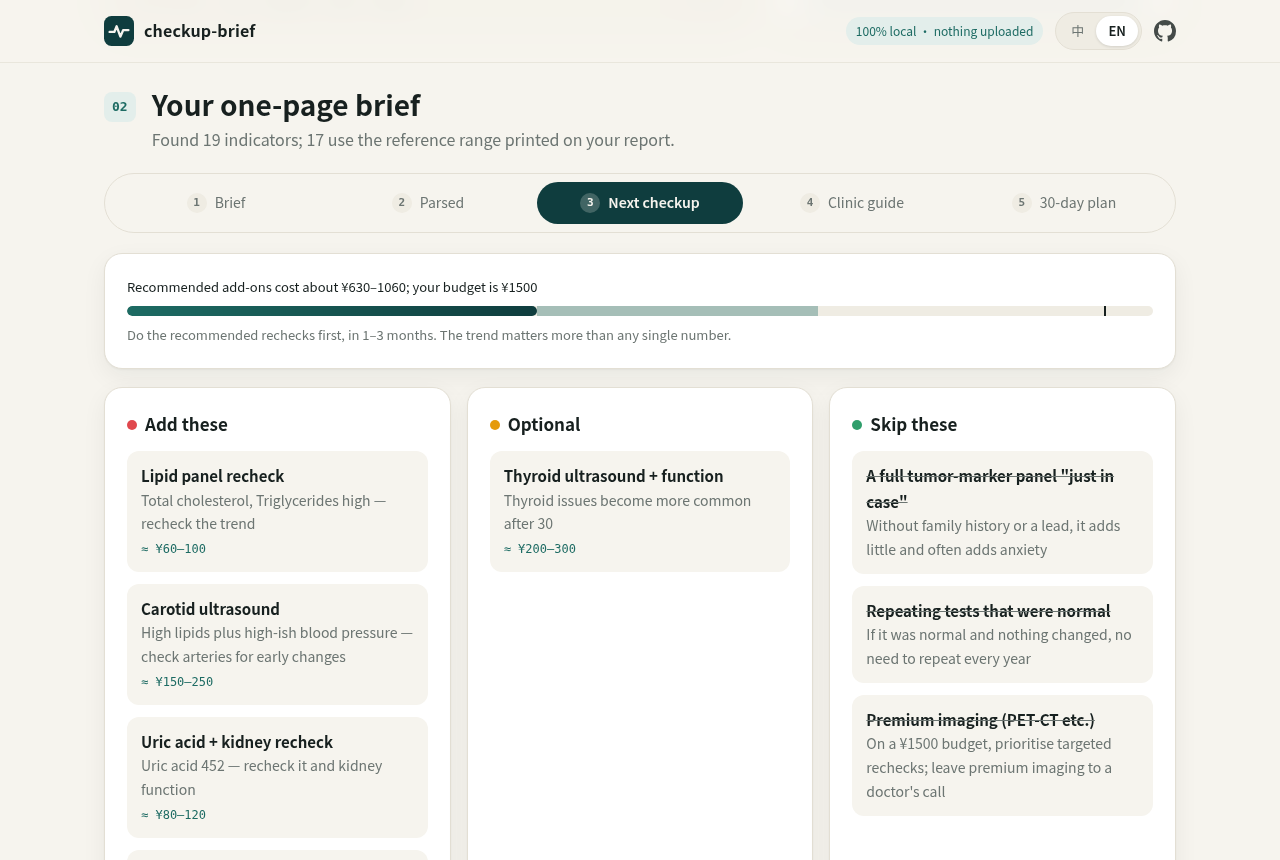 checkup-brief
100% local • nothing uploaded
中
EN
02
Your one-page brief
Found 19 indicators; 17 use the reference range printed on your report.
1 Brief
2 Parsed
3 Next checkup
4 Clinic guide
5 30-day plan
Recommended add-ons cost about ¥630–1060; your budget is ¥1500
Do the recommended rechecks first, in 1–3 months. The trend matters more than any single number.
Add these
Lipid panel recheck
Total cholesterol, Triglycerides high —
recheck the trend
≈ ¥60–100
Carotid ultrasound
High lipids plus high-ish blood pressure —
check arteries for early changes
≈ ¥150–250
Uric acid + kidney recheck
Uric acid 452 — recheck it and kidney
function
≈ ¥80–120
Optional
Thyroid ultrasound + function
Thyroid issues become more common
after 30
≈ ¥200–300
Skip these
A full tumor-marker panel "just in
case"
Without family history or a lead, it adds
little and often adds anxiety
Repeating tests that were normal
If it was normal and nothing changed, no
need to repeat every year
Premium imaging (PET-CT etc.)
On a ¥1500 budget, prioritise targeted
rechecks; leave premium imaging to a
doctor's call